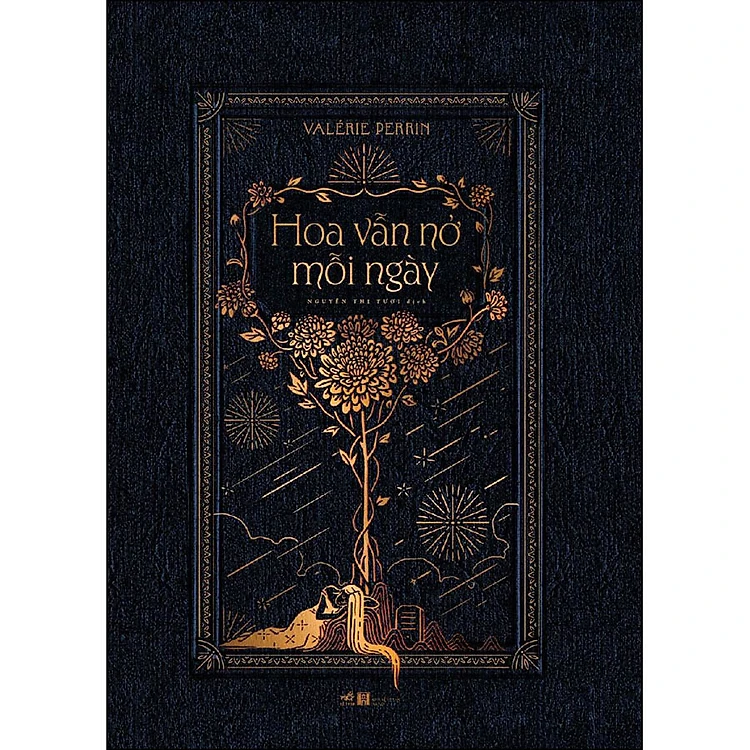 VALÉRIE PERRIN
Hoa vẫn nở
mỗi ngày
NGUYỄN THỊ TƯƠI dịch